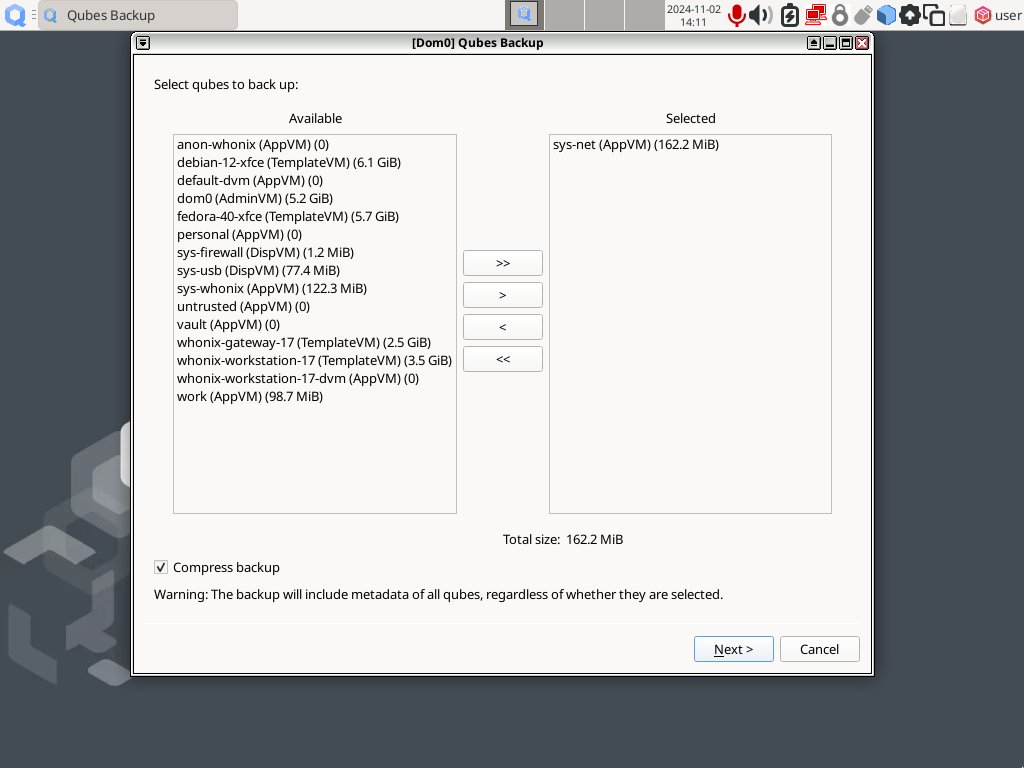 Qubes Backup
2024-11-02
14:11
user
[Dom0] Qubes Backup
Select qubes to back up:
Available
Selected
anon-whonix (AppVM) (0)
debian-12-xfce (TemplateVM) (6.1 GiB)
default-dvm (AppVM) (0)
dom0 (AdminVM) (5.2 GiB)
fedora-40-xfce (TemplateVM) (5.7 GiB)
personal (AppVM) (0)
sys-firewall (DispVM) (1.2 MiB)
sys-usb (DispVM) (77.4 MiB)
sys-whonix (AppVM) (122.3 MiB)
untrusted (AppVM) (0)
vault (AppVM) (0)
whonix-gateway-17 (TemplateVM) (2.5 GiB)
whonix-workstation-17 (TemplateVM) (3.5 GiB)
whonix-workstation-17-dvm (AppVM) (0)
work (AppVM) (98.7 MiB)
>>
>
<
<<
sys-net (AppVM) (162.2 MiB)
Total size: 162.2 MiB
Compress backup
Warning: The backup will include metadata of all qubes, regardless of whether they are selected.
Next >
Cancel